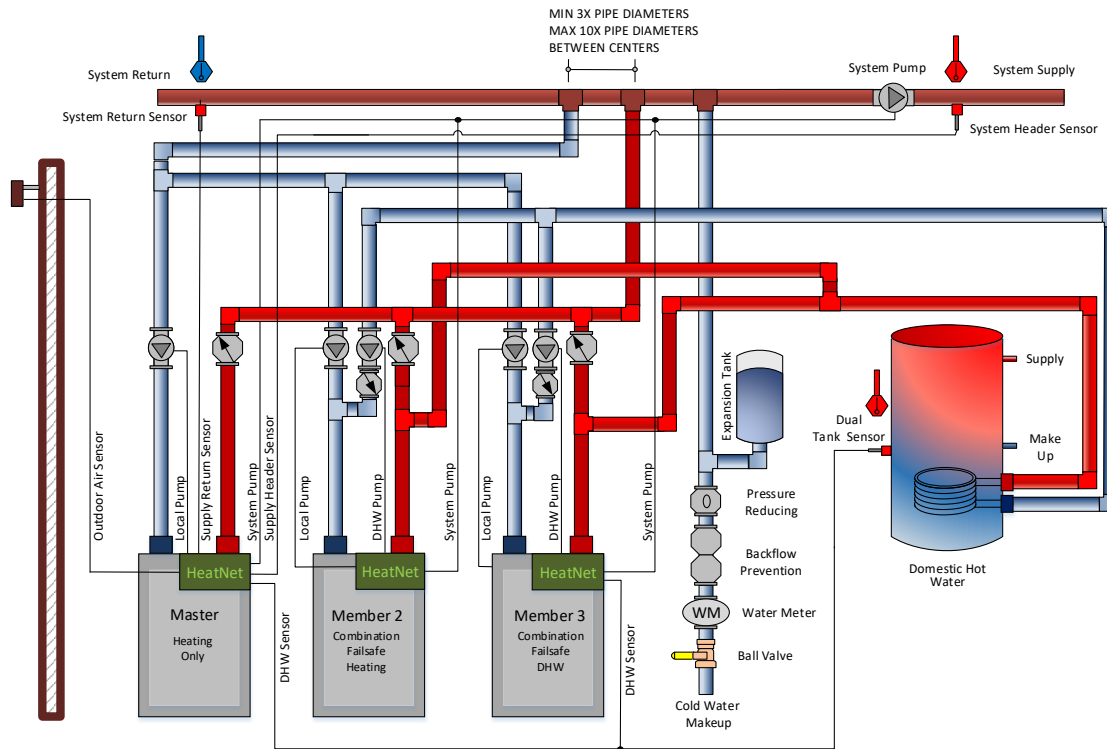 MIN 3X PIPE DIAMETERS
MAX 10X PIPE DIAMETERS
BETWEEN CENTERS
System Return
System Pump
System Supply
System Return Sensor
System Header Sensor
Outdoor Air Sensor
Local Pump
Supply Return Sensor
System Pump
Supply Header Sensor
Local Pump
DHW Pump
System Pump
Local Pump
DHW Pump
System Pump
Expansion Tank
Supply
Dual
Tank Sensor
Make
Up
Pressure
Reducing
0
Backflow
Prevention
Domestic Hot
Water
HeatNet
HeatNet
HeatNet
Master
Heating
Only
Member 2
Combination
Failsafe
Heating
Member 3
Combination
Failsafe
DHW
WM
Water Meter
Ball Valve
DHW Sensor
DHW Sensor
Cold Water
Makeup